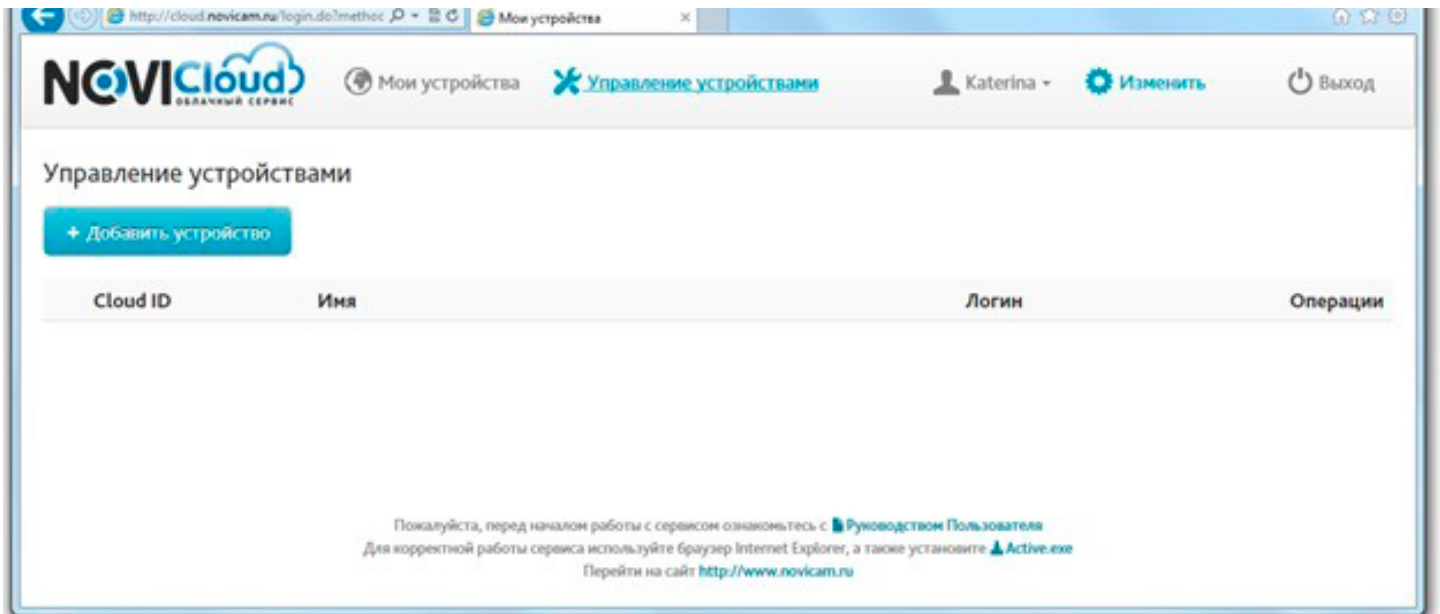 http://cloud.novicam.ru/login.do?methoc
Мои устройства
NOVICloud
ОБЛАЧНЫЙ СЕРВИС
Мои устройства
Управление устройствами
Katerina
Изменить
Выход
Управление устройствами
+ Добавить устройство
Cloud ID Имя Логин Операции
Пожалуйста, перед началом работы с сервисом ознакомьтесь с Руководством Пользователя
Для корректной работы сервиса используйте браузер Internet Explorer, а также установите Active.exe
Перейти на сайт http://www.novicam.ru